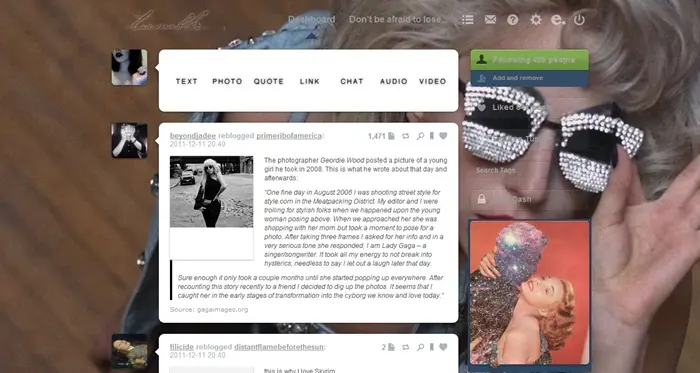 tumblr.
Dashboard
Don't be afraid to lose..
TEXT PHOTO QUOTE LINK CHAT AUDIO VIDEO
Following 409 people
Add and remove
Liked
beyondjadee reblogged primeribofamerica:
1,471
2011-12-11 20:40
The photographer Geordie Wood posted a picture of a young
girl he took in 2008. This is what he wrote about that day and
afterwards:
"One fine day in August 2008 I was shooting street style for
style.com in the Meatpacking District. My editor and I were
trolling for stylish folks when we happened upon the young
woman posing above. When we approached her she was
shopping with her mom but took a moment to pose for a
photo. After taking three frames I asked for her info and in a
very serious tone she responded, I am Lady Gaga – a
singer/songwriter. It took all my energy to not break into
hysterics, needless to say I let out a laugh later that day.
Sure enough it only took a couple months until she started popping up everywhere. After
recounting this story recently to a friend I decided to dig up the photos. It seems that I
caught her in the early stages of transformation into the cyborg we know and love today."
Source: gagaimages.org
Search Tags
Dash
filicide reblogged distantflamebeforethesun:
2
2011-12-11 20:40
this is why I love Skyrim